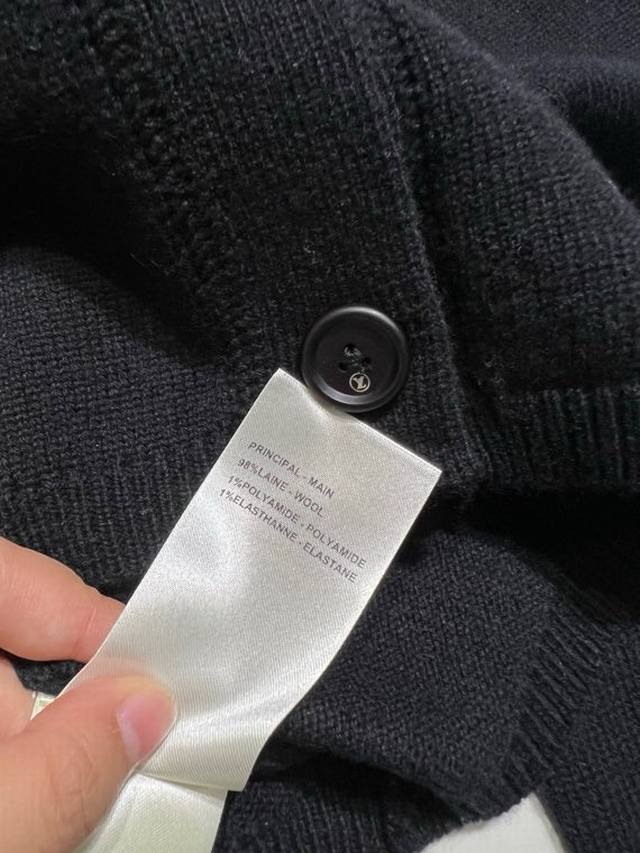 PRINCIPAL - MAIN
98%LAINE - WOOL
1%POLYAMIDE - POLYAMIDE
1%ELASTHANNE - ELASTANE